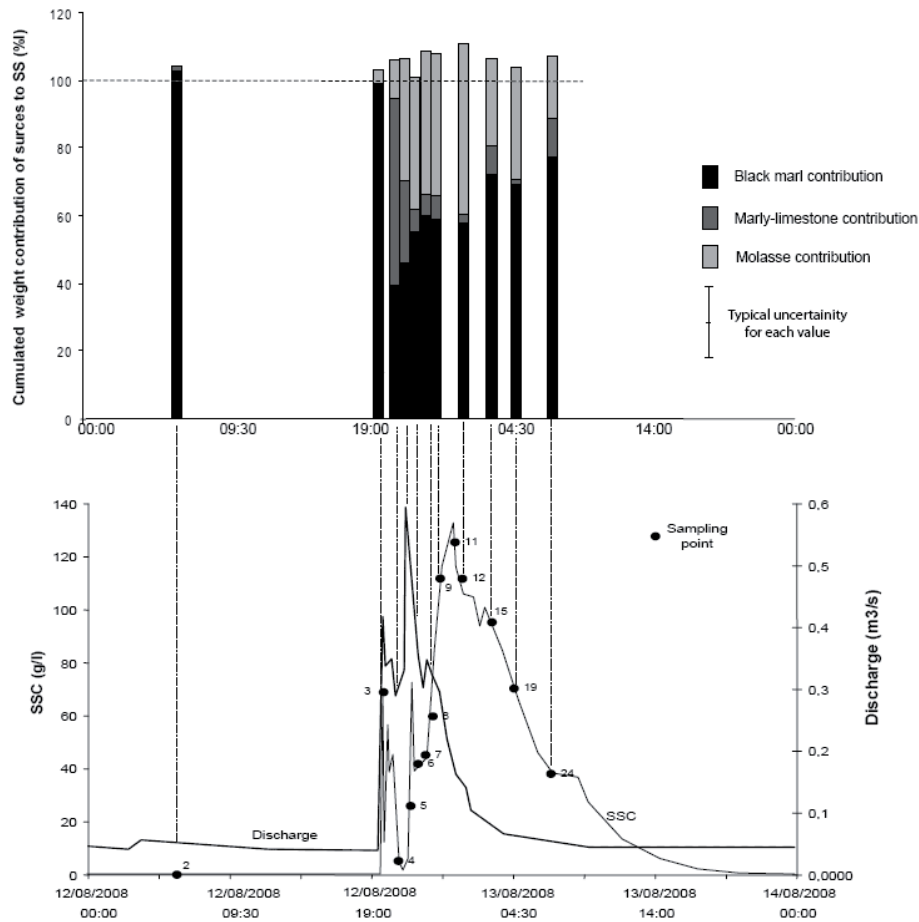 Cumulated weight contribution of surces to SS (%l)
120
100
80
60
40
20
0
00:00 09:30 19:00 04:30 14:00 00:00
Black marl contribution
Marly-limestone contribution
Molasse contribution
Typical uncertainity
for each value
SSC (g/l)
140
120
100
80
60
40
20
0
Discharge (m3/s)
0,6
0,5
0,4
0,3
0,2
0,1
0,0000
Sampling
point
11
12
9
15
3
19
8
7
6
24
5
SSC
Discharge
4
2
12/08/2008 12/08/2008 12/08/2008 13/08/2008 13/08/2008 14/08/2008
00:00 09:30 19:00 04:30 14:00 00:00